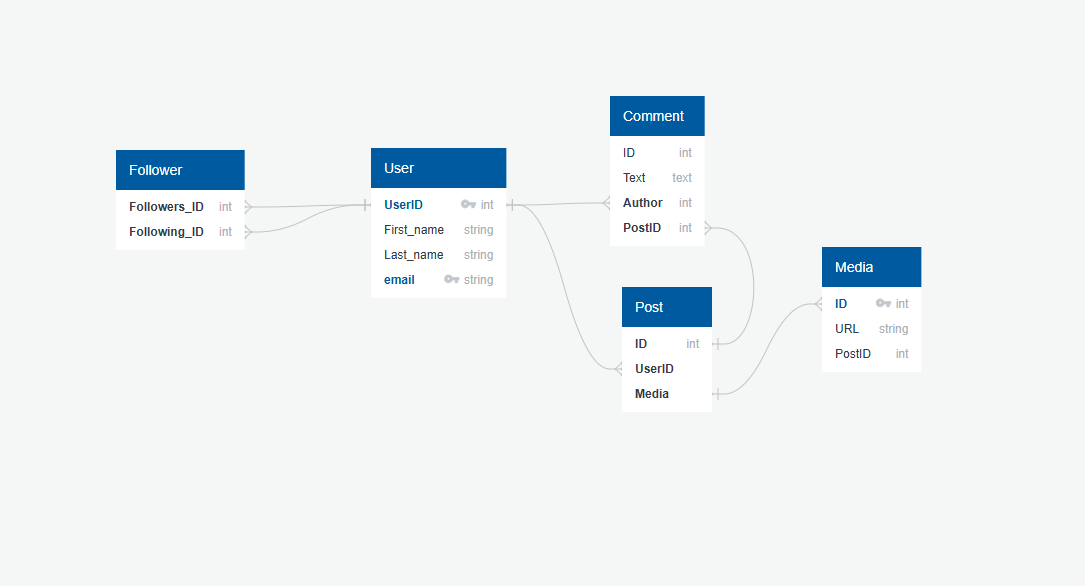 Follower
Followers_ID int
Following_ID int
User
UserID int
First_name string
Last_name string
email string
Comment
ID int
Text text
Author int
PostID int
Post
ID int
UserID
Media
Media
ID int
URL string
PostID int